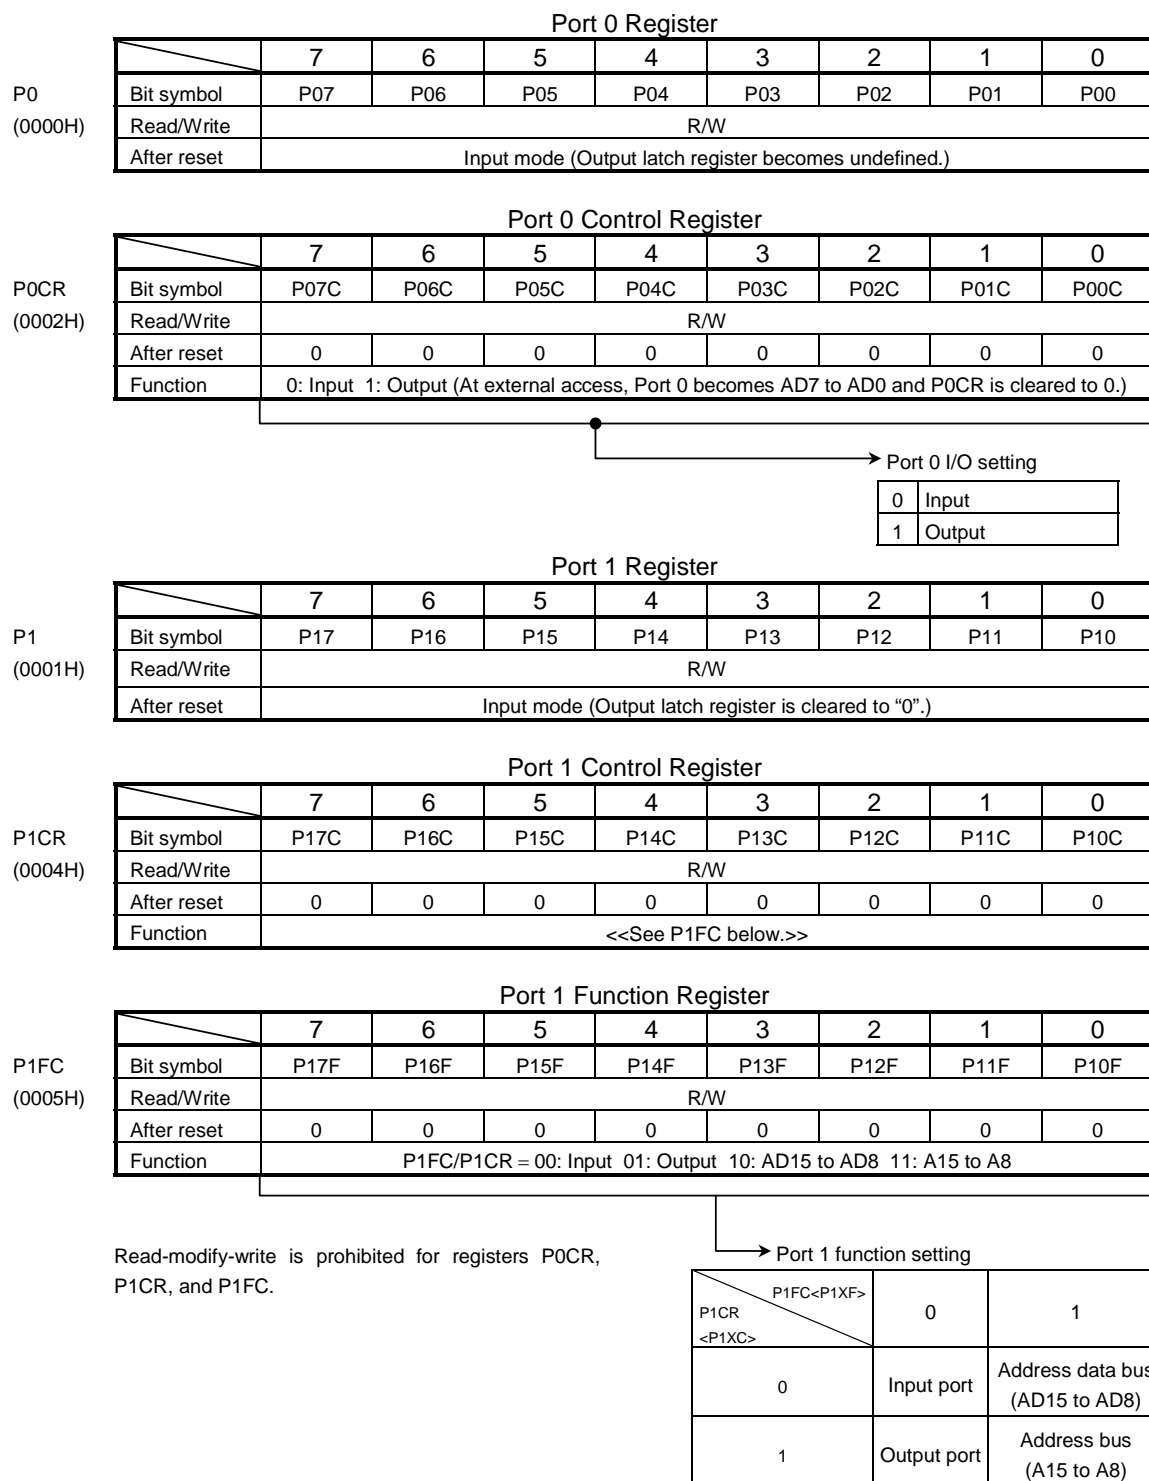 Port 0 Register
7 6 5 4 3 2 1 0
P0 Bit symbol P07 P06 P05 P04 P03 P02 P01 P00
(0000H) Read/Write R/W
After reset Input mode (Output latch register becomes undefined.)
Port 0 Control Register
7 6 5 4 3 2 1 0
P0CR Bit symbol P07C P06C P05C P04C P03C P02C P01C P00C
(0002H) Read/Write R/W
After reset 0 0 0 0 0 0 0 0
Function 0: Input 1: Output (At external access, Port 0 becomes AD7 to AD0 and P0CR is cleared to 0.)
Port 0 I/O setting
0 Input
1 Output
Port 1 Register
7 6 5 4 3 2 1 0
P1 Bit symbol P17 P16 P15 P14 P13 P12 P11 P10
(0001H) Read/Write R/W
After reset Input mode (Output latch register is cleared to “0”.)
Port 1 Control Register
7 6 5 4 3 2 1 0
P1CR Bit symbol P17C P16C P15C P14C P13C P12C P11C P10C
(0004H) Read/Write R/W
After reset 0 0 0 0 0 0 0 0
Function <<See P1FC below.>>
Port 1 Function Register
7 6 5 4 3 2 1 0
P1FC Bit symbol P17F P16F P15F P14F P13F P12F P11F P10F
(0005H) Read/Write R/W
After reset 0 0 0 0 0 0 0 0
Function P1FC/P1CR = 00: Input 01: Output 10: AD15 to AD8 11: A15 to A8
Read-modify-write is prohibited for registers P0CR,
P1CR, and P1FC.
Port 1 function setting
P1FC<P1XF>
P1CR
<P1XC>
0 1
0 Input port Address data bus
(AD15 to AD8)
1 Output port Address bus
(A15 to A8)